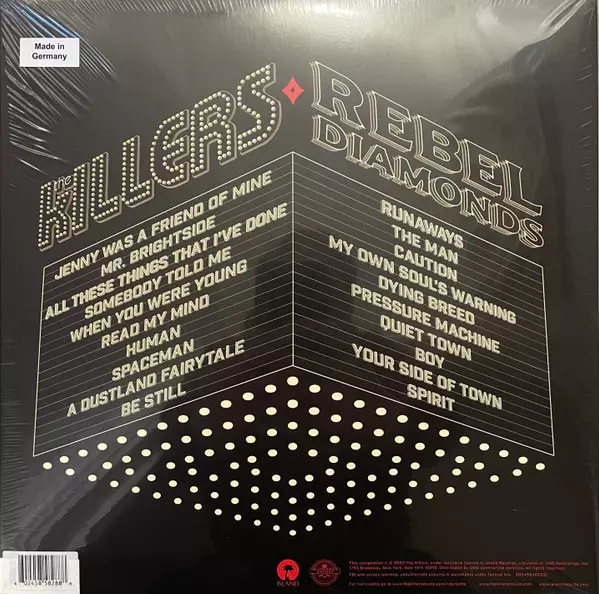 Made in
Germany
the
KILLERS
REBEL
DIAMONDS
JENNY WAS A FRIEND OF MINE
MR. BRIGHTSIDE
ALL THESE THINGS THAT I'VE DONE
SOMEBODY TOLD ME
WHEN YOU WERE YOUNG
READ MY MIND
HUMAN
SPACEMAN
A DUSTLAND FAIRYTALE
BE STILL
RUNAWAYS
THE MAN
CAUTION
MY OWN SOUL'S WARNING
DYING BREED
PRESSURE MACHINE
QUIET TOWN
BOY
YOUR SIDE OF TOWN
SPIRIT
ISLAND